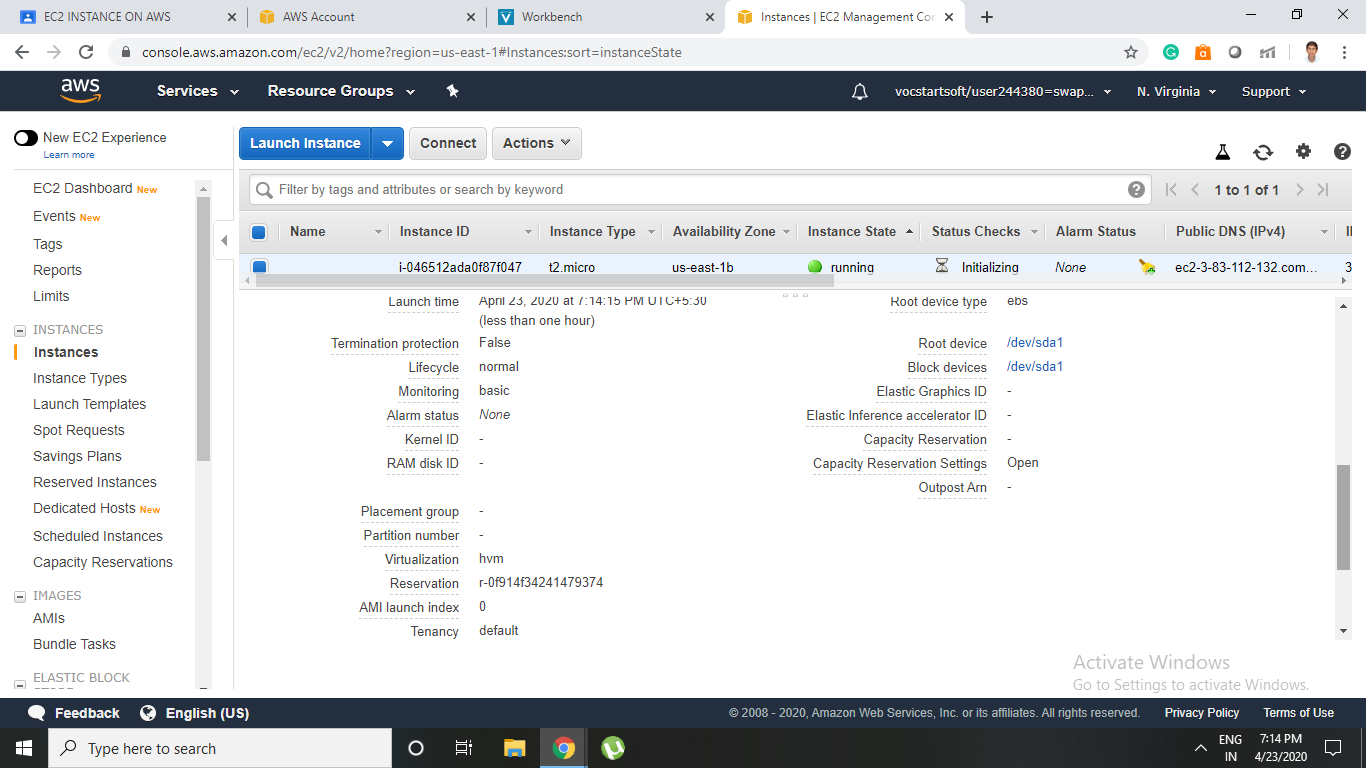 EC2 INSTANCE ON AWS
AWS Account
Workbench
Instances | EC2 Management Con
console.aws.amazon.com/ec2/v2/home?region=us-east-1#Instances:sort=instanceState
aws
Services
Resource Groups
vocstartsoft/user244380=swap...
N. Virginia
Support
New EC2 Experience
Learn more
EC2 Dashboard New
Events New
Tags
Reports
Limits
INSTANCES
Instances
Instance Types
Launch Templates
Spot Requests
Savings Plans
Reserved Instances
Dedicated Hosts New
Scheduled Instances
Capacity Reservations
IMAGES
AMIs
Bundle Tasks
ELASTIC BLOCK
Launch Instance
Connect
Actions
Filter by tags and attributes or search by keyword
1 to 1 of 1
Name Instance ID Instance Type Availability Zone Instance State Status Checks Alarm Status Public DNS (IPv4)
i-046512ada0f87f047 t2.micro us-east-1b running Initializing None ec2-3-83-112-132.com... 3
Launch time April 23, 2020 at 7:14:15 PM UTC+5:30
(less than one hour)
Termination protection False
Lifecycle normal
Monitoring basic
Alarm status None
Kernel ID -
RAM disk ID -
Placement group -
Partition number -
Virtualization hvm
Reservation r-0f914f34241479374
AMI launch index 0
Tenancy default
Root device type ebs
Root device /dev/sda1
Block devices /dev/sda1
Elastic Graphics ID -
Elastic Inference accelerator ID -
Capacity Reservation -
Capacity Reservation Settings Open
Outpost Arn -
Activate Windows
Go to Settings to activate Windows.
Feedback
English (US)
© 2008 - 2020, Amazon Web Services, Inc. or its affiliates. All rights reserved.
Privacy Policy
Terms of Use
Type here to search
ENG
IN
7:14 PM
4/23/2020